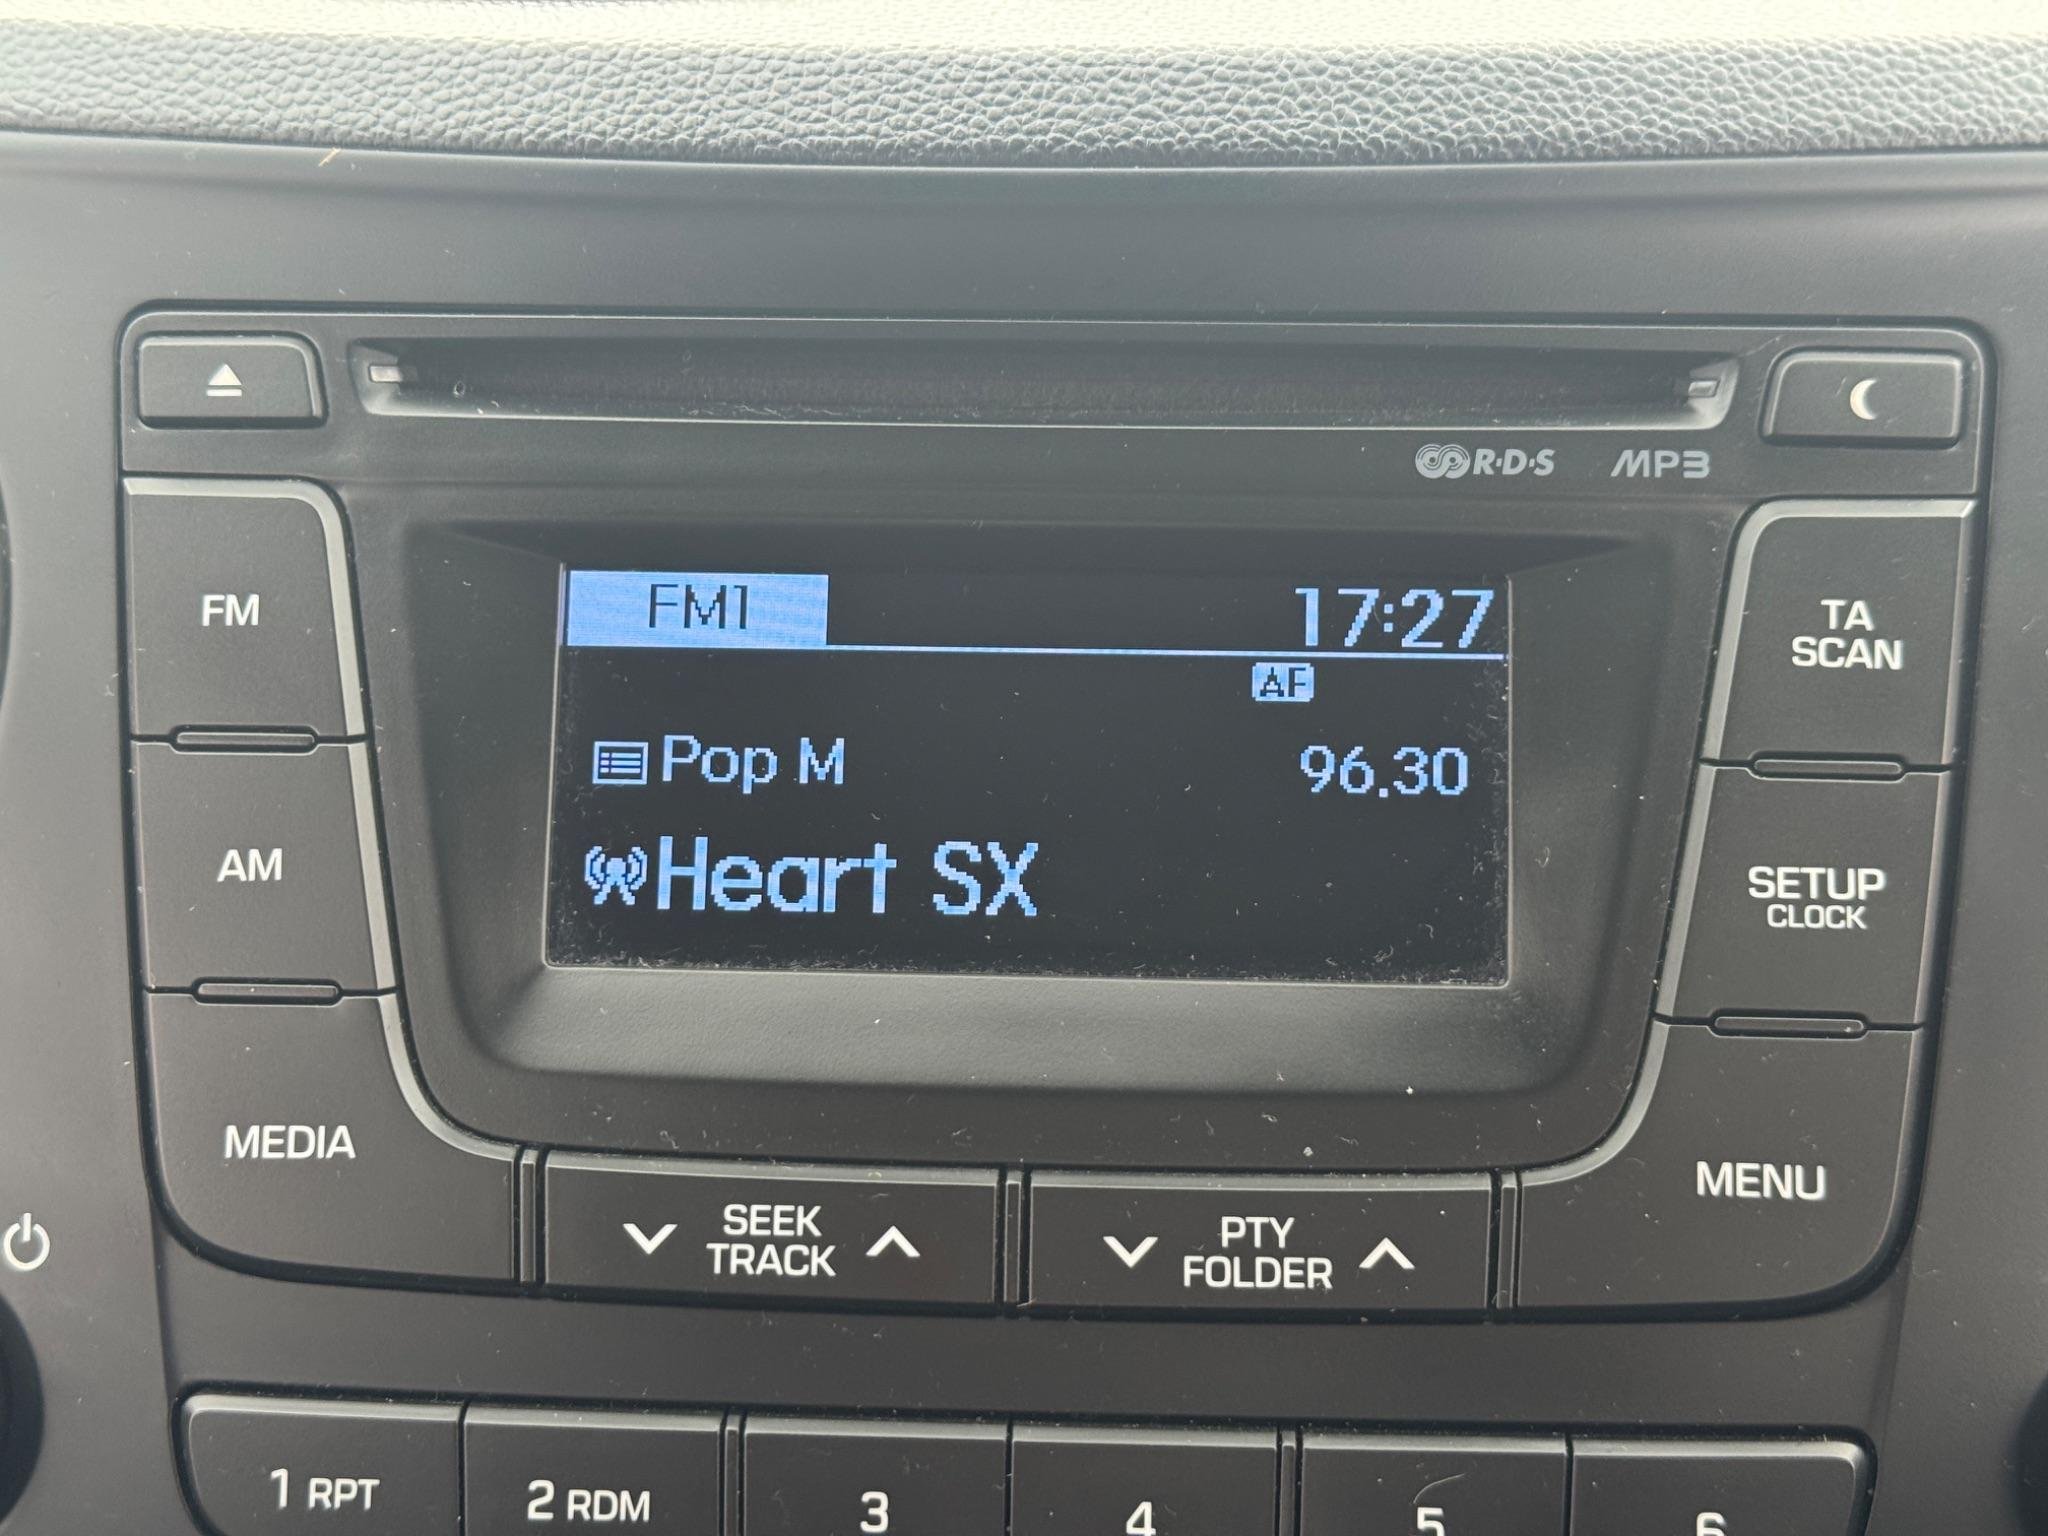 R·D·S MP3
FM1 17:27
AF
Pop M 96.30
Heart SX
FM
AM
MEDIA
TA
SCAN
SETUP
CLOCK
MENU
SEEK
TRACK
PTY
FOLDER
1 RPT
2 RDM
3
4
5
6